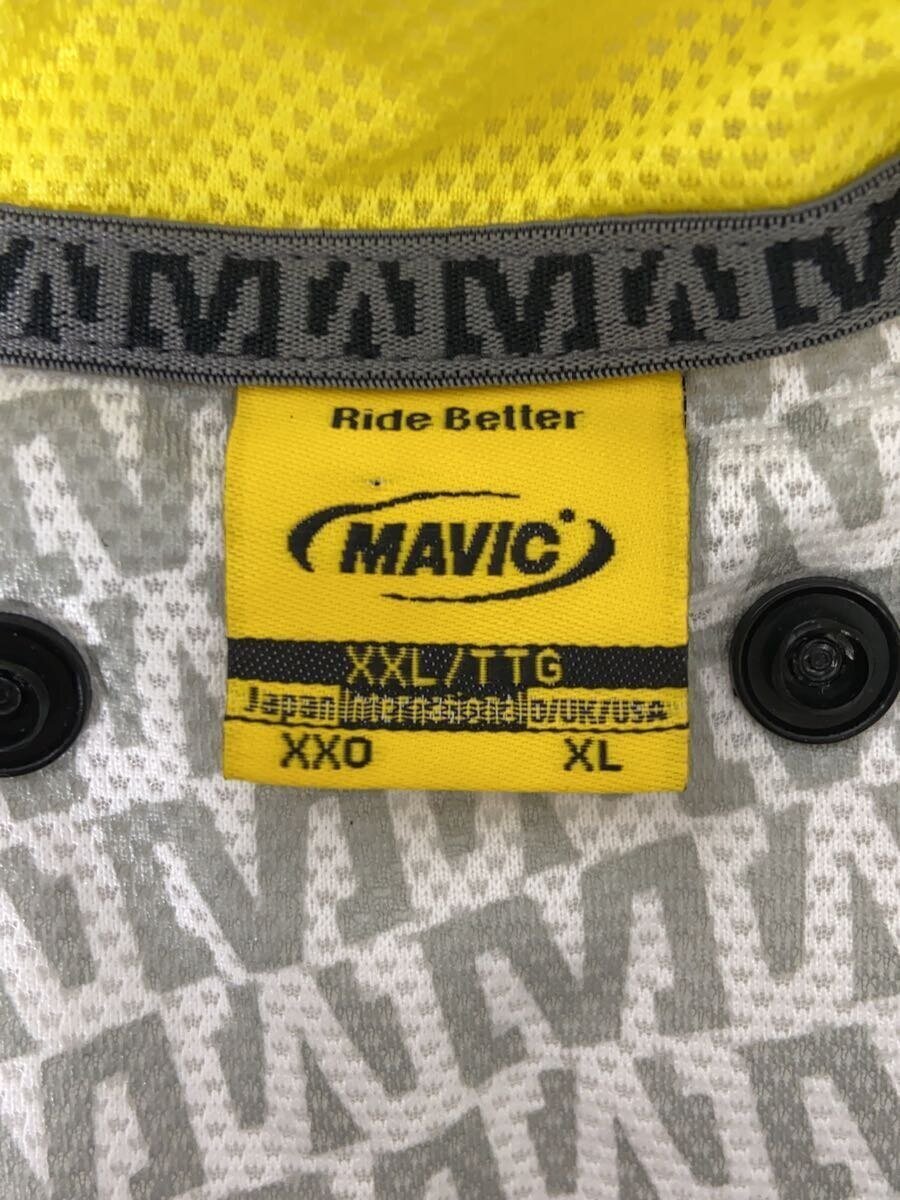 Ride Better
MAVIC
XXL/TTG
Japan International D/UK/USA
XXO XL